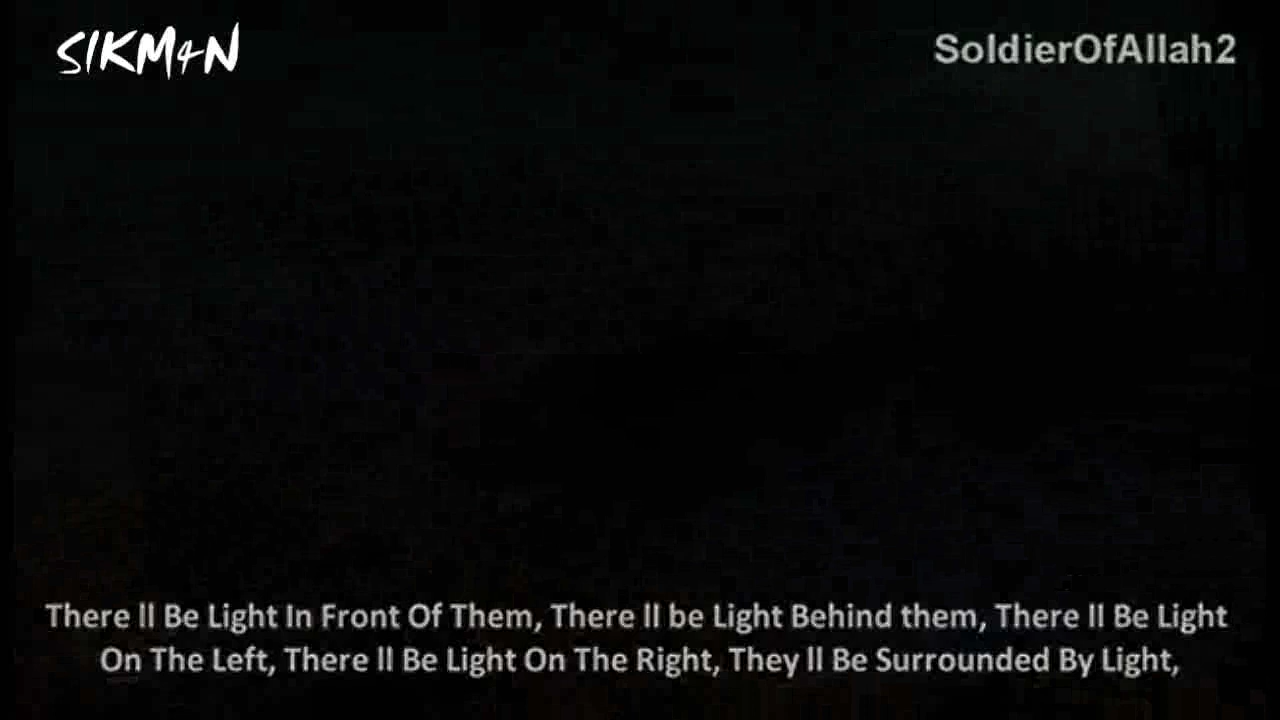 SIKM4N
SoldierOfAllah2
There ll Be Light In Front Of Them, There ll be Light Behind them, There ll Be Light
On The Left, There ll Be Light On The Right, They ll Be Surrounded By Light,